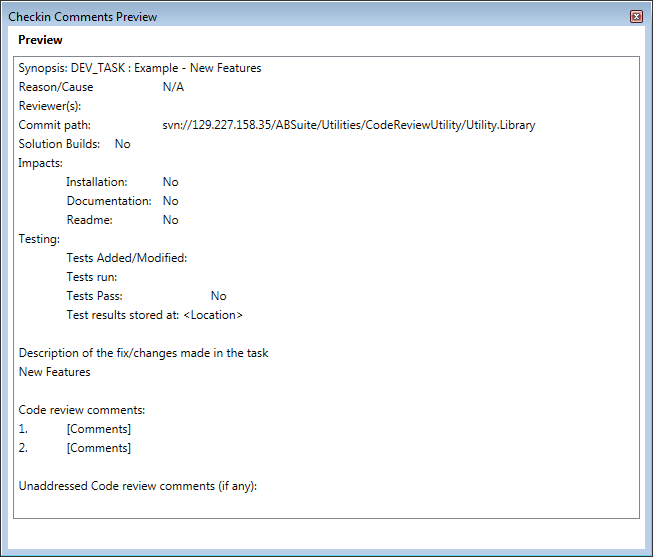 Checkin Comments Preview
Preview
Synopsis: DEV_TASK : Example - New Features
Reason/Cause N/A
Reviewer(s):
Commit path: svn://129.227.158.35/ABSuite/Utilities/CodeReviewUtility/Utility.Library
Solution Builds: No
Impacts:
Installation: No
Documentation: No
Readme: No
Testing:
Tests Added/Modified:
Tests run:
Tests Pass: No
Test results stored at: <Location>
Description of the fix/changes made in the task
New Features
Code review comments:
1. [Comments]
2. [Comments]
Unaddressed Code review comments (if any):